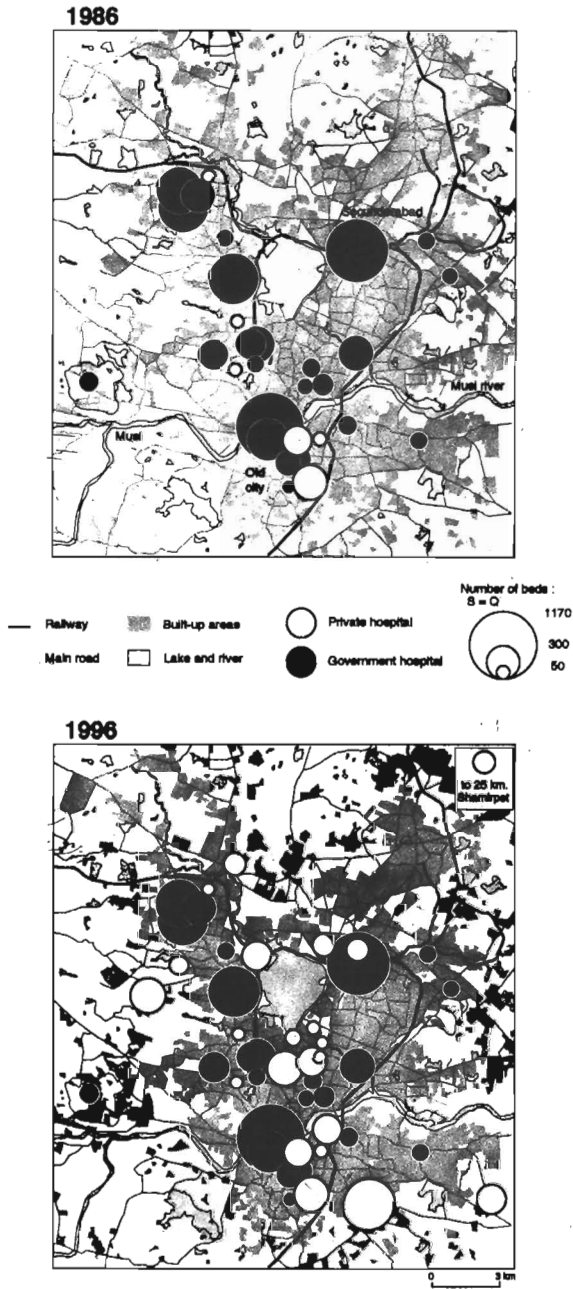 1986
Secunderabad
Musi river
Musi
Old
city
Railway
Main road
Built-up areas
Lake and river
Private hospital
Government hospital
Number of beds :
S = Q
1170
300
50
1996
to 25 km.
Shamirpet
0
3 km